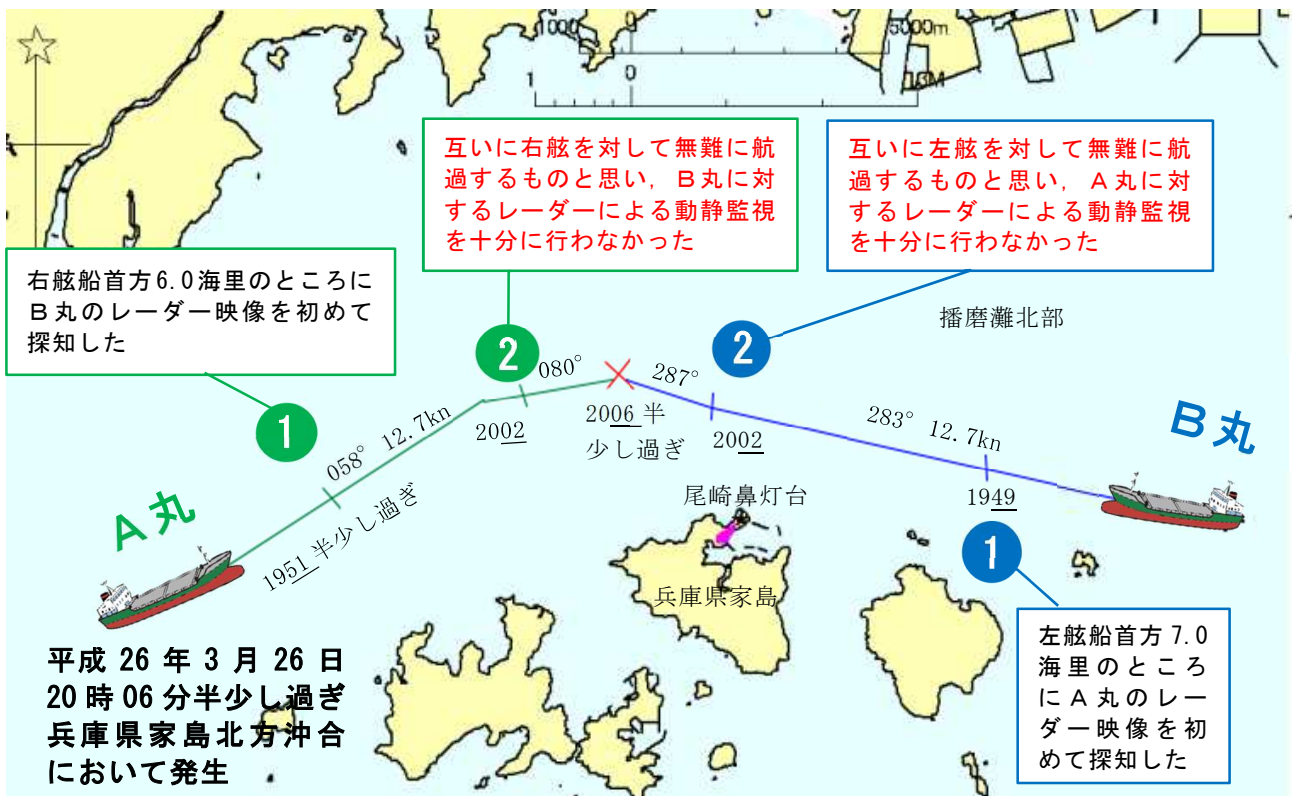 1000
0
5000m
1
0
10M
互いに右舷を対して無難に航
過するものと思い，Ｂ丸に対
するレーダーによる動静監視
を十分に行わなかった
互いに左舷を対して無難に航
過するものと思い，Ａ丸に対
するレーダーによる動静監視
を十分に行わなかった
右舷船首方6.0海里のところに
Ｂ丸のレーダー映像を初めて
探知した
播磨灘北部
2
2
080°
287°
1
2002
2006 半
少し過ぎ
2002
283° 12.7kn
Ｂ丸
058° 12.7kn
尾崎鼻灯台
1949
Ａ丸
1951 半少し過ぎ
1
兵庫県家島
平成 26 年 3 月 26 日
20 時 06 分半少し過ぎ
兵庫県家島北方沖合
において発生
左舷船首方 7.0
海里のところ
にＡ丸のレー
ダー映像を初
めて探知した